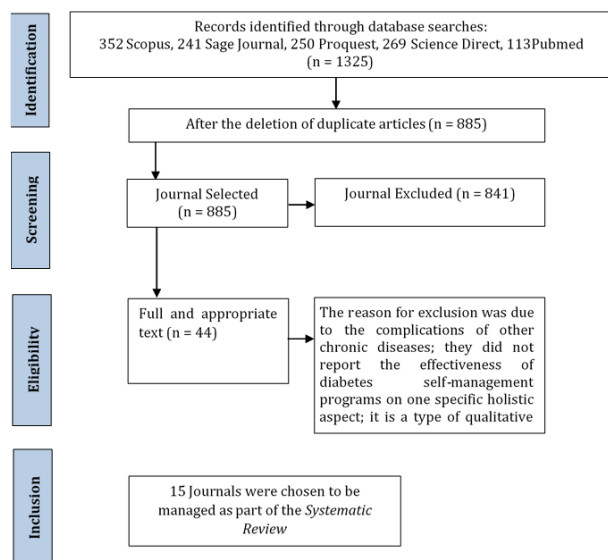 Identification
Records identified through database searches:
352 Scopus, 241 Sage Journal, 250 Proquest, 269 Science Direct, 113Pubmed
(n = 1325)
After the deletion of duplicate articles (n = 885)
Screening
Journal Selected
(n = 885)
Journal Excluded (n = 841)
Eligibility
Full and appropriate
text (n = 44)
The reason for exclusion was due
to the complications of other
chronic diseases; they did not
report the effectiveness of
diabetes self-management
programs on one specific holistic
aspect; it is a type of qualitative
Inclusion
15 Journals were chosen to be
managed as part of the Systematic
Review